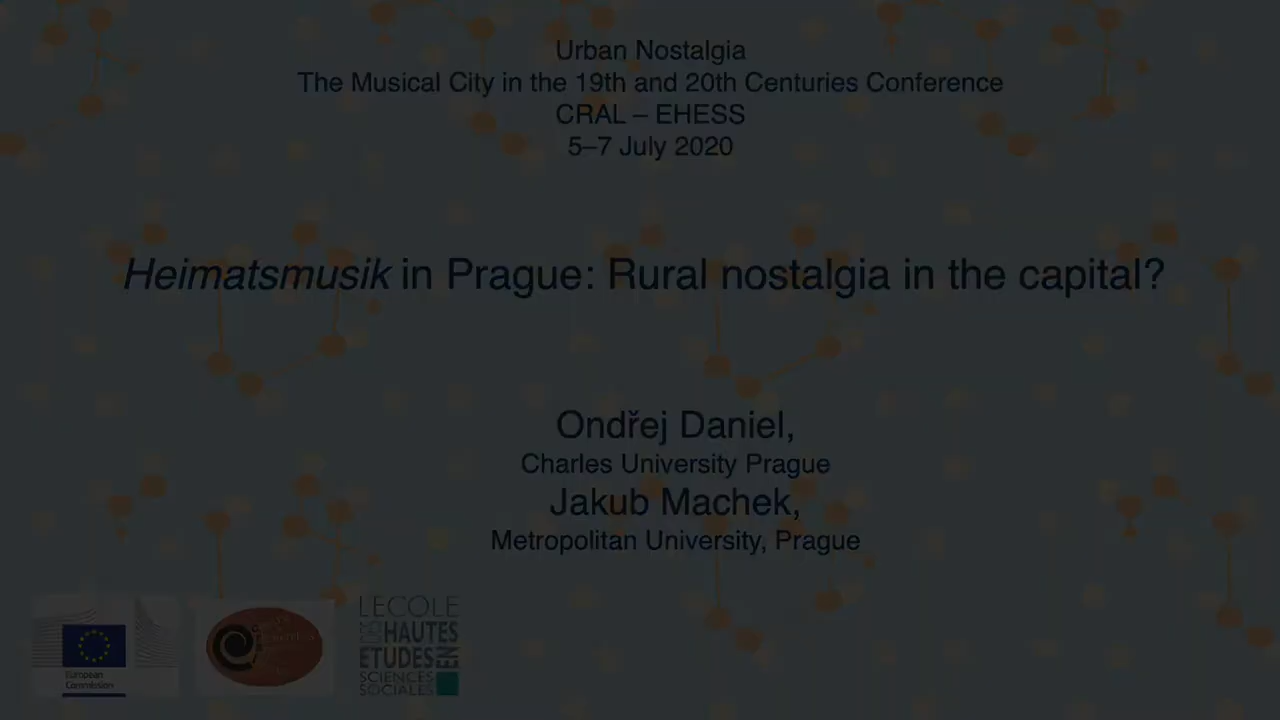 Urban Nostalgia
The Musical City in the 19th and 20th Centuries Conference
CRAL – EHESS
5–7 July 2020
Heimatsmusik in Prague: Rural nostalgia in the capital?
Ondřej Daniel,
Charles University Prague
Jakub Machek,
Metropolitan University, Prague
European
Commission
L'ECOLE
DES HAUTES
ETUDES EN
SCIENCES
SOCIALES